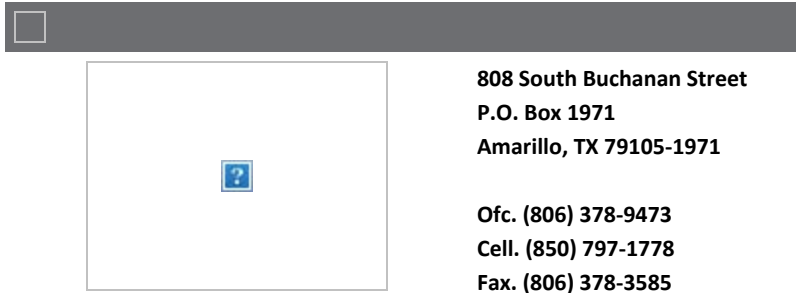 808 South Buchanan Street
P.O. Box 1971
Amarillo, TX 79105-1971
Ofc. (806) 378-9473
Cell. (850) 797-1778
Fax. (806) 378-3585